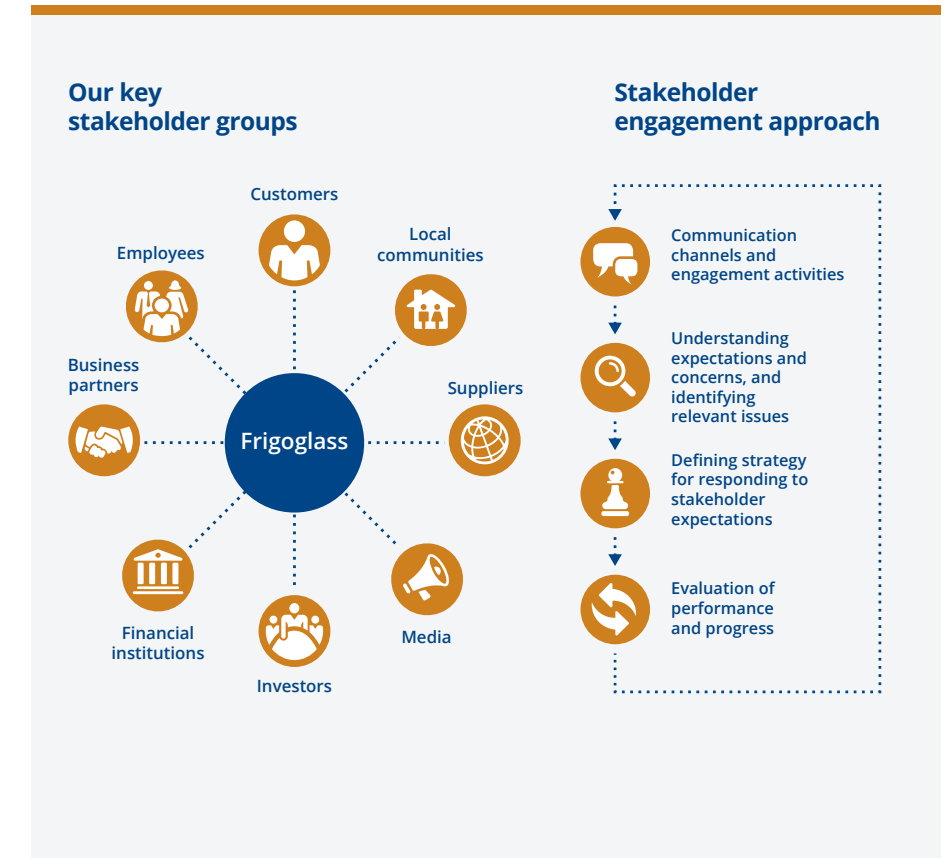 Our key
stakeholder groups
Customers
Local
communities
Employees
Business
partners
Suppliers
Frigoglass
Financial
institutions
Media
Investors
Stakeholder
engagement approach
Communication
channels and
engagement activities
Understanding
expectations and
concerns, and
identifying
relevant issues
Defining strategy
for responding to
stakeholder
expectations
Evaluation of
performance
and progress